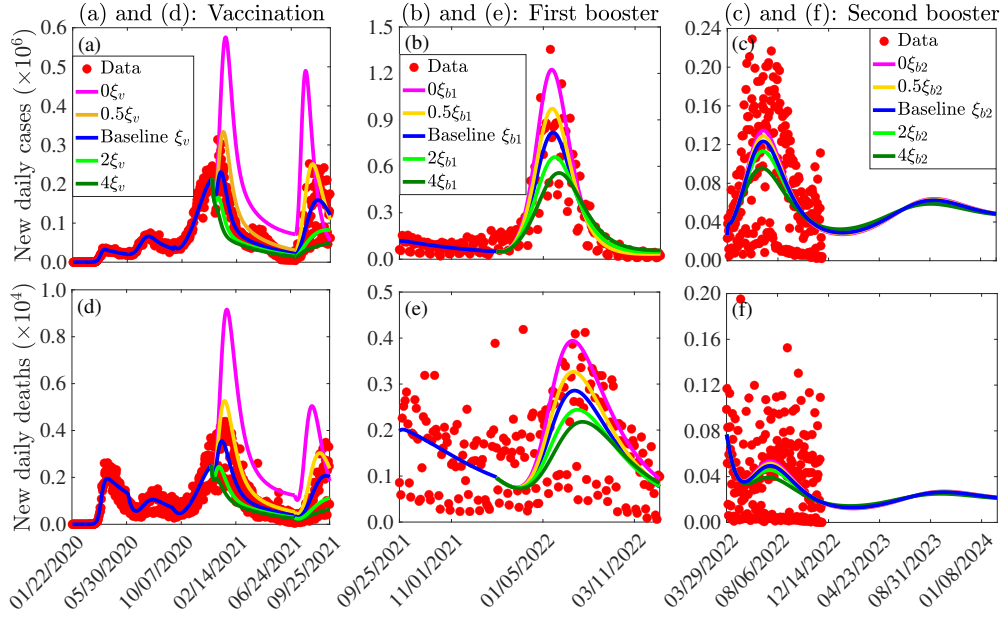 (a) and (d): Vaccination
(b) and (e): First booster
(c) and (f): Second booster
New daily cases (×10⁶)
0.6
0.5
0.4
0.3
0.2
0.1
0.0
(a)
Data
0ξᵥ
0.5ξᵥ
Baseline ξᵥ
2ξᵥ
4ξᵥ
1.5
1.2
0.9
0.6
0.3
0.0
(b)
Data
0ξb1
0.5ξb1
Baseline ξb1
2ξb1
4ξb1
0.24
0.20
0.16
0.12
0.08
0.04
0.00
(c)
Data
0ξb2
0.5ξb2
Baseline ξb2
2ξb2
4ξb2
New daily deaths (×10⁴)
1.0
0.8
0.6
0.4
0.2
0.0
(d)
01/22/2020
05/30/2020
10/07/2020
02/14/2021
06/24/2021
09/25/2021
0.5
0.4
0.3
0.2
0.1
0.0
(e)
09/25/2021
11/01/2021
01/05/2022
03/11/2022
0.20
0.16
0.12
0.08
0.04
0.00
(f)
03/29/2022
08/06/2022
12/14/2022
04/23/2023
08/31/2023
01/08/2024